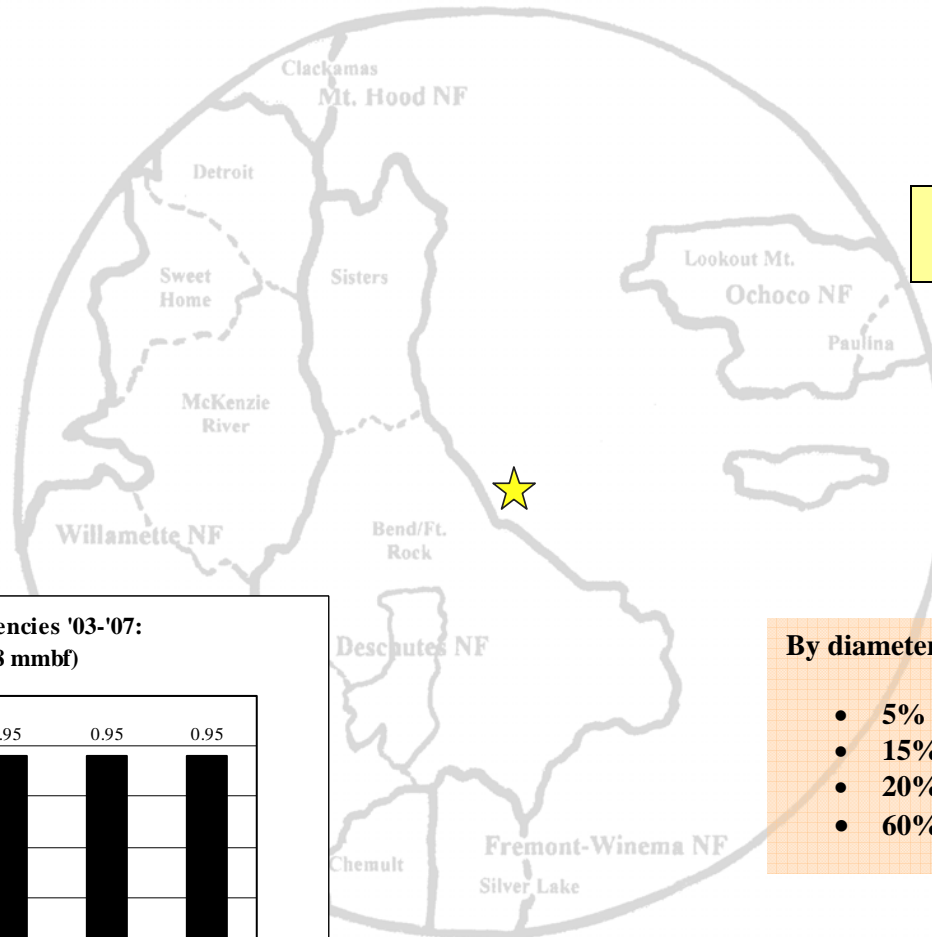 Clackamas
Mt. Hood NF
Detroit
Sweet
Home
Sisters
Lookout Mt.
Ochoco NF
Paulina
McKenzie
River
Willamette NF
Bend/Ft.
Rock
Deschutes NF
encies '03-'07:
mmbf)
.95 0.95 0.95
By diameter
• 5%
• 15%
• 20%
• 60%
Chemult
Fremont-Winema NF
Silver Lake